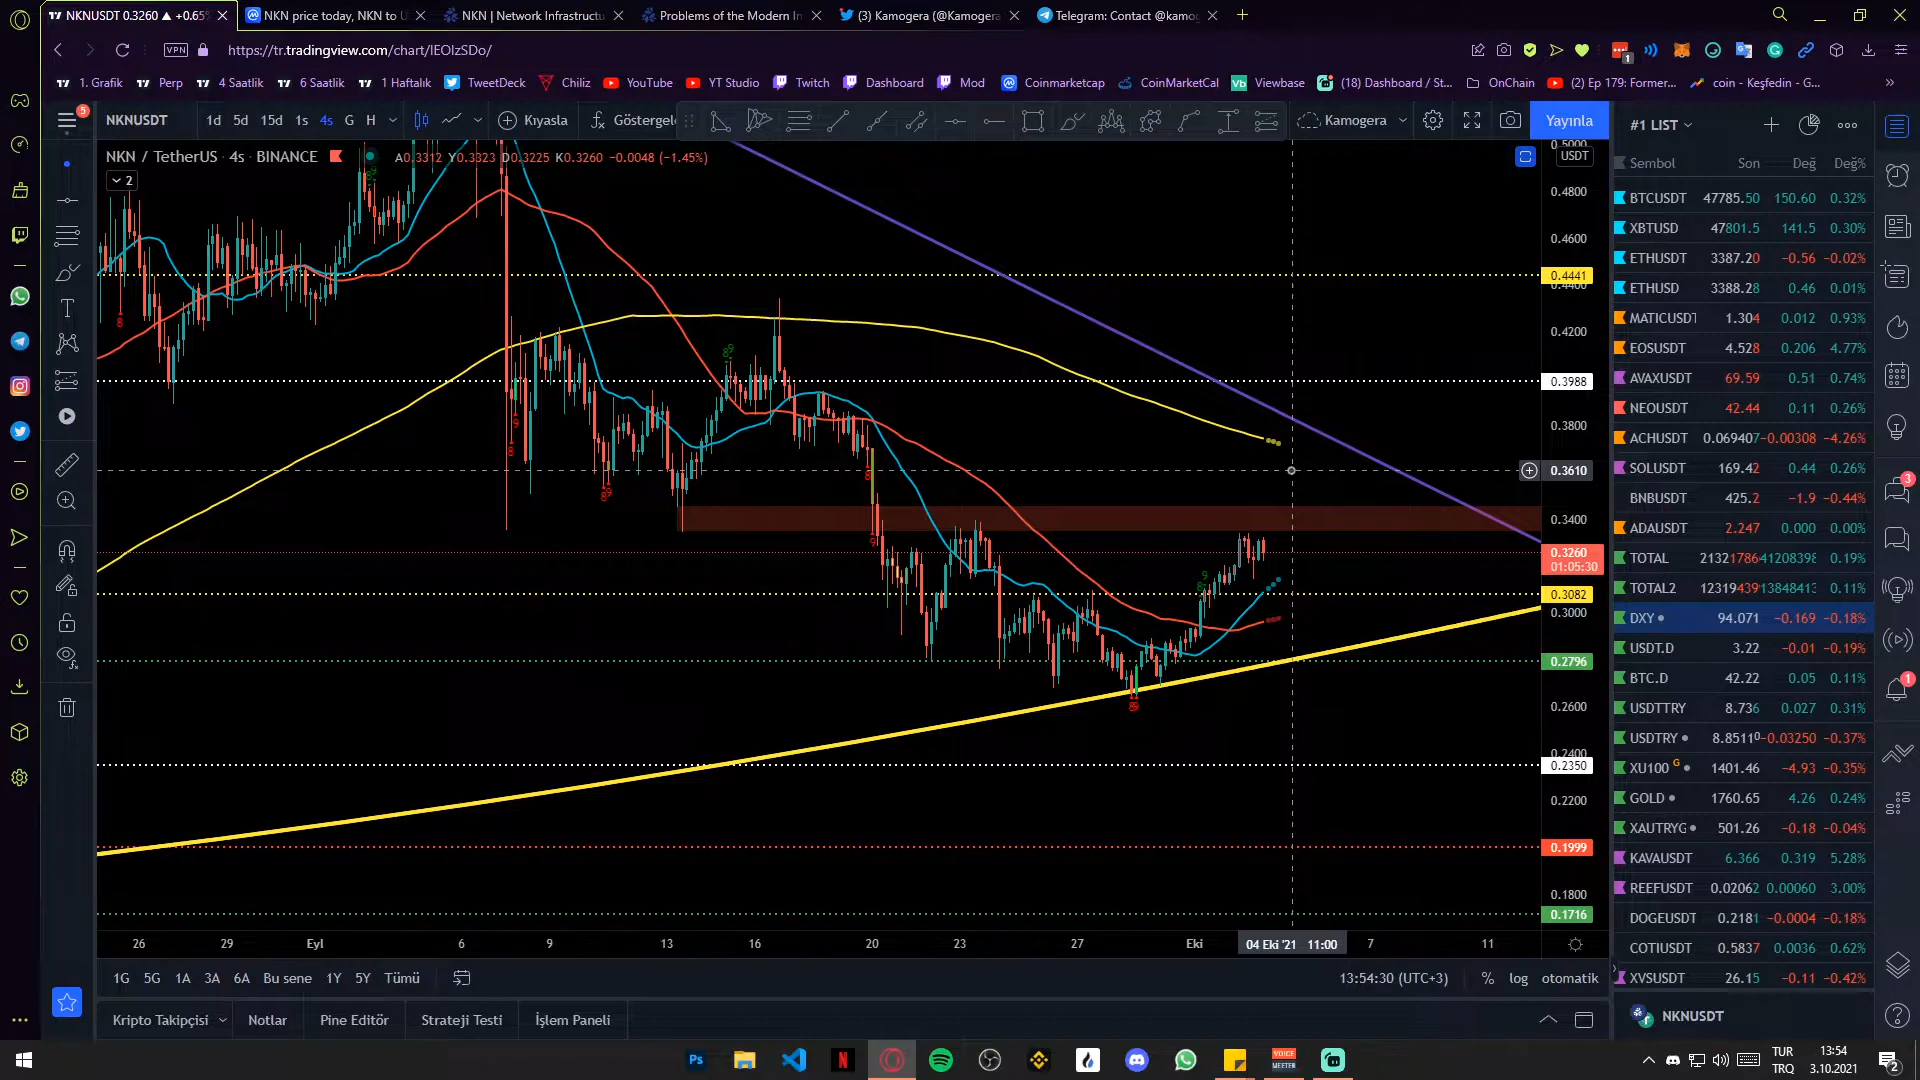 NKNUSDT 0.3260 ▲ +0.65%
NKN price today, NKN to U
NKN | Network Infrastructu
Problems of the Modern In
(3) Kamogera (@Kamogera
Telegram: Contact @kamog
VPN
https://tr.tradingview.com/chart/lEOlzSDo/
1. Grafik
Perp
4 Saatlik
6 Saatlik
1 Haftalık
TweetDeck
Chiliz
YouTube
YT Studio
Twitch
Dashboard
Mod
Coinmarketcap
CoinMarketCal
Viewbase
(18) Dashboard / St...
OnChain
(2) Ep 179: Former...
coin - Keşfedin - G...
NKNUSDT
1d 5d 15d 1s 4s G H
Kıyasla
Göstergele
Kamogera
Yayınla
#1 LIST
NKN / TetherUS · 4s · BINANCE
A0.3312 Y0.3323 D0.3225 K0.3260 −0.0048 (−1.45%)
2
USDT
Sembol Son Değ Değ%
BTCUSDT 47785.50 150.60 0.32%
XBTUSD 47801.5 141.5 0.30%
ETHUSDT 3387.20 −0.56 −0.02%
ETHUSD 3388.28 0.46 0.01%
MATICUSDT 1.304 0.012 0.93%
EOSUSDT 4.528 0.206 4.77%
AVAXUSDT 69.59 0.51 0.74%
NEOUSDT 42.44 0.11 0.26%
ACHUSDT 0.069407 −0.00308 −4.26%
SOLUSDT 169.42 0.44 0.26%
BNBUSDT 425.2 −1.9 −0.44%
ADAUSDT 2.247 0.000 0.00%
TOTAL 21321786 41208398 0.19%
TOTAL2 12319439 13848413 0.11%
DXY 94.071 −0.169 −0.18%
USDT.D 3.22 −0.01 −0.19%
BTC.D 42.22 0.05 0.11%
USDTTRY 8.736 0.027 0.31%
USDTRY 8.8511 −0.03250 −0.37%
XU100 G 1401.46 −4.93 −0.35%
GOLD 1760.65 4.26 0.24%
XAUTRYG 501.26 −0.18 −0.04%
KAVAUSDT 6.366 0.319 5.28%
REEFUSDT 0.02062 0.00060 3.00%
DOGEUSDT 0.2181 −0.0004 −0.18%
COTIUSDT 0.5837 0.0036 0.62%
XVSUSDT 26.15 −0.11 −0.42%
NKNUSDT
0.5000
0.4800
0.4600
0.4441
0.4400
0.4200
0.3988
0.3800
0.3610
0.3400
0.3260
01:05:30
0.3082
0.3000
0.2796
0.2600
0.2400
0.2350
0.2200
0.1999
0.1800
0.1716
26 29 Eyl 6 9 13 16 20 23 27 Eki 04 Eki '21 11:00 7 11
1G 5G 1A 3A 6A Bu sene 1Y 5Y Tümü
13:54:30 (UTC+3)
% log otomatik
Kripto Takipçisi
Notlar
Pine Editör
Strateji Testi
İşlem Paneli
Ps
VOICE
MEETER
TUR
TRQ
13:54
3.10.2021
2